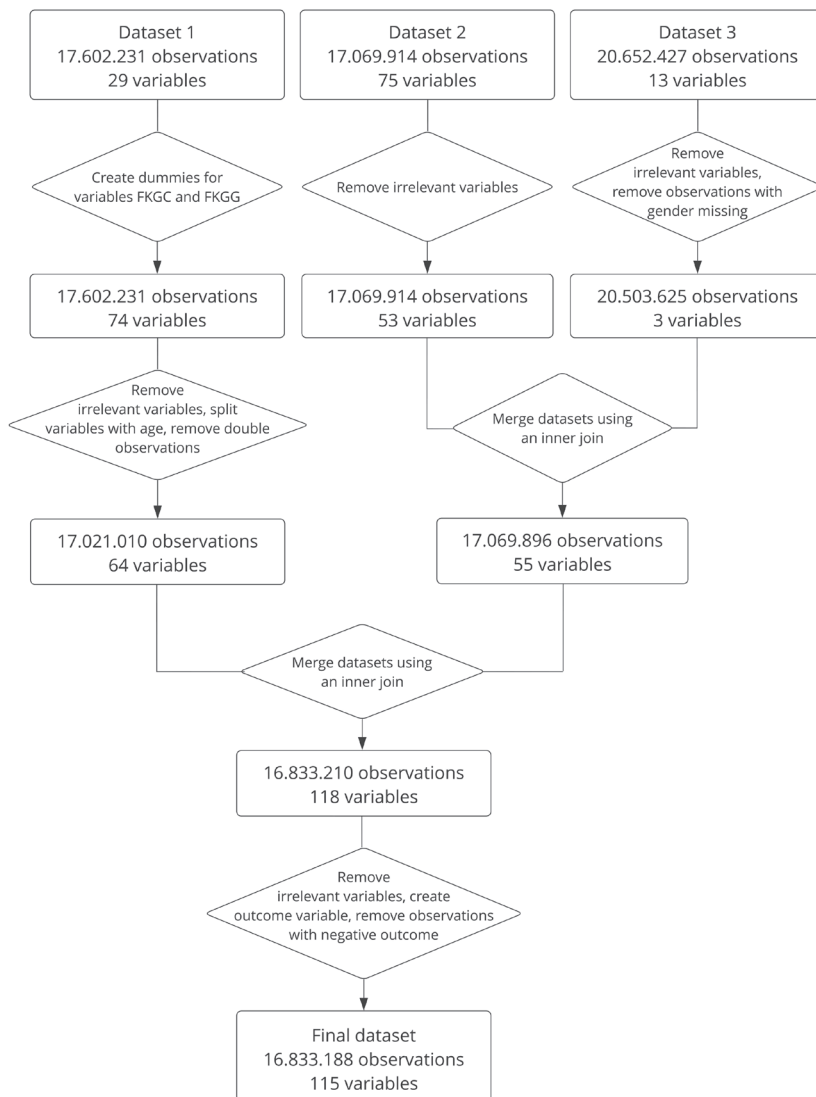 Dataset 1
17.602.231 observations
29 variables
Dataset 2
17.069.914 observations
75 variables
Dataset 3
20.652.427 observations
13 variables
Create dummies for
variables FKGC and FKGG
Remove irrelevant variables
Remove
irrelevant variables,
remove observations with
gender missing
17.602.231 observations
74 variables
17.069.914 observations
53 variables
20.503.625 observations
3 variables
Remove
irrelevant variables, split
variables with age, remove double
observations
Merge datasets using
an inner join
17.021.010 observations
64 variables
17.069.896 observations
55 variables
Merge datasets using
an inner join
16.833.210 observations
118 variables
Remove
irrelevant variables, create
outcome variable, remove observations
with negative outcome
Final dataset
16.833.188 observations
115 variables